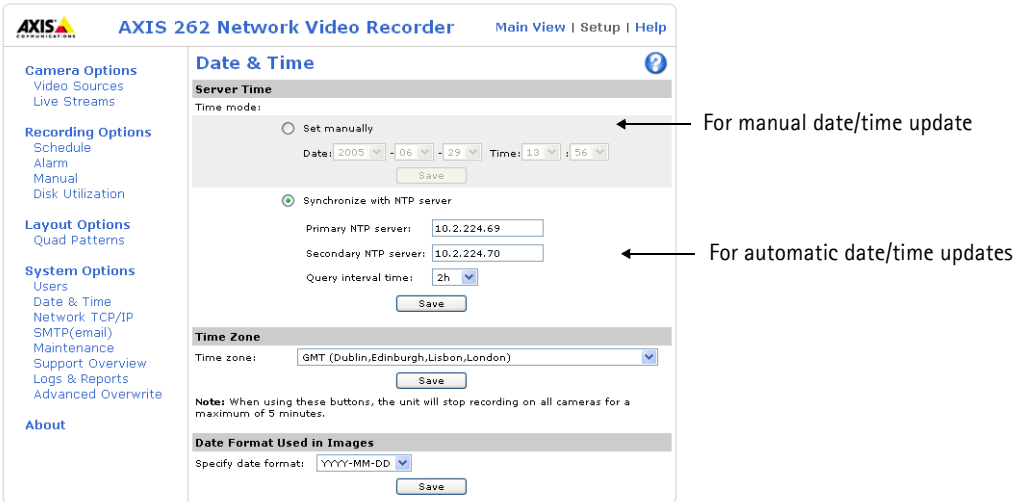 AXIS
COMMUNICATIONS
AXIS 262 Network Video Recorder
Main View | Setup | Help
Camera Options
Video Sources
Live Streams
Recording Options
Schedule
Alarm
Manual
Disk Utilization
Layout Options
Quad Patterns
System Options
Users
Date & Time
Network TCP/IP
SMTP(email)
Maintenance
Support Overview
Logs & Reports
Advanced Overwrite
About
Date & Time
?
Server Time
Time mode:
Set manually
Date: 2005 - 06 - 29 Time: 13 : 56
Save
Synchronize with NTP server
Primary NTP server: 10.2.224.69
Secondary NTP server: 10.2.224.70
Query interval time: 2h
Save
Time Zone
Time zone: GMT (Dublin,Edinburgh,Lisbon,London)
Save
Note: When using these buttons, the unit will stop recording on all cameras for a
maximum of 5 minutes.
Date Format Used in Images
Specify date format: YYYY-MM-DD
Save
For manual date/time update
For automatic date/time updates